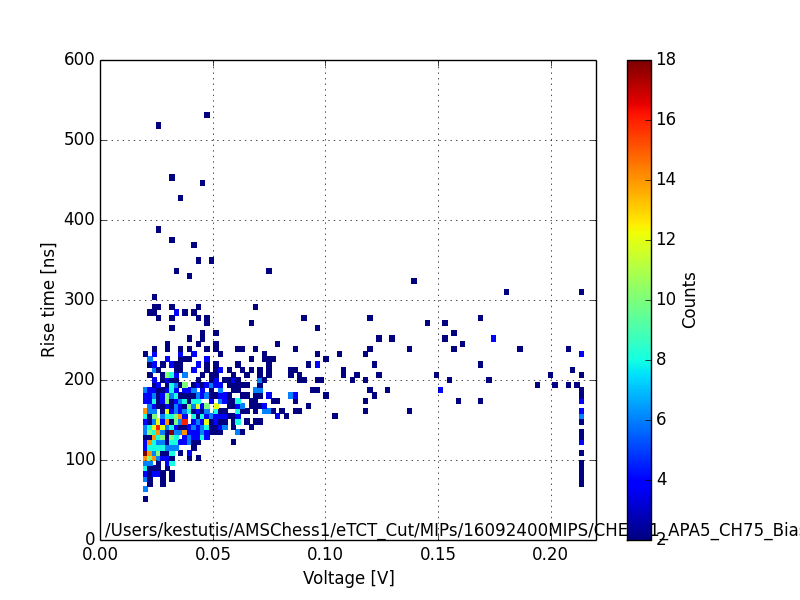 600
500
400
300
200
100
0
Rise time [ns]
0.00 0.05 0.10 0.15 0.20
Voltage [V]
18
16
14
12
10
8
6
4
2
Counts
/Users/kestutis/AMSChess1/eTCT_Cut/MIPs/16092400MIPS/CHE
_APA5_CH75_Bias